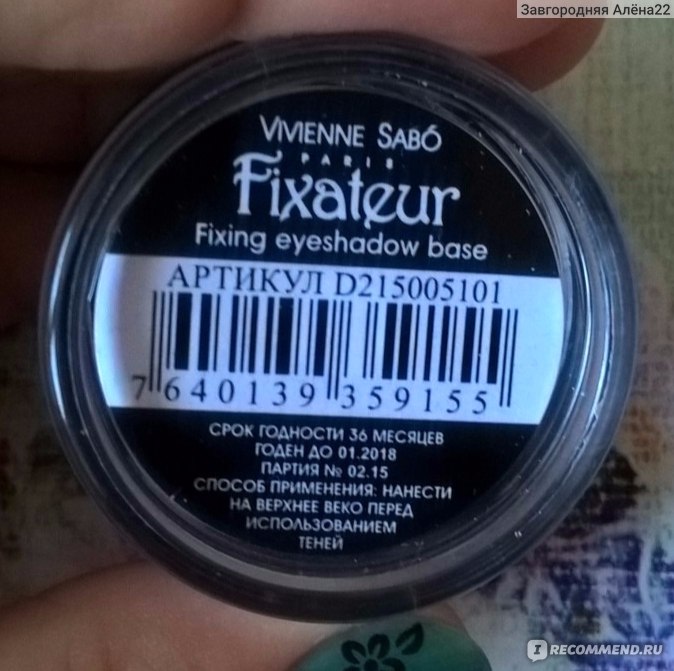 Завгородняя Алёна22
VIVIENNE SABÓ
PARIS
Fixateur
Fixing eyeshadow base
АРТИКУЛ D215005101
7 640139 359155
СРОК ГОДНОСТИ 36 МЕСЯЦЕВ
ГОДЕН ДО 01.2018
ПАРТИЯ № 02.15
СПОСОБ ПРИМЕНЕНИЯ: НАНЕСТИ
НА ВЕРХНЕЕ ВЕКО ПЕРЕД
ИСПОЛЬЗОВАНИЕМ
ТЕНЕЙ
IRECOMMEND.RU